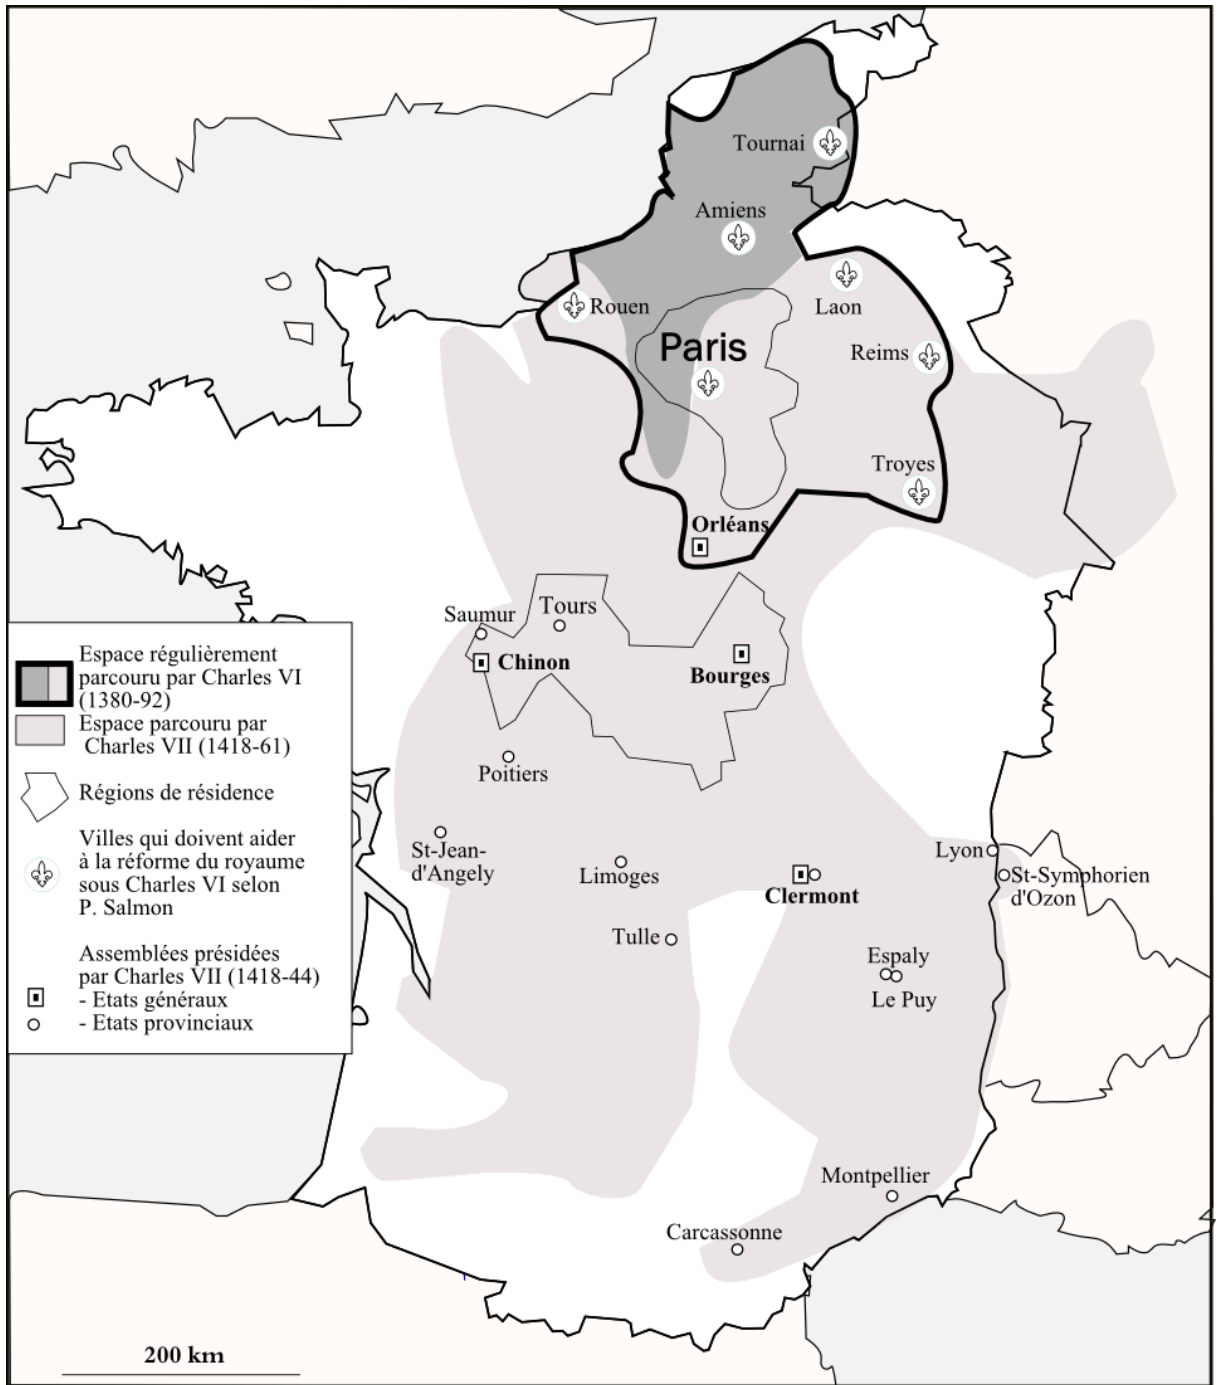 Tournai
Amiens
Rouen
Laon
Paris
Reims
Troyes
Orléans
Saumur
Tours
Chinon
Bourges
Poitiers
St-Jean-
d'Angely
Limoges
Clermont
Lyon
St-Symphorien
d'Ozon
Tulle
Espaly
Le Puy
Montpellier
Carcassonne
Espace régulièrement
parcouru par Charles VI
(1380-92)
Espace parcouru par
Charles VII (1418-61)
Régions de résidence
Villes qui doivent aider
à la réforme du royaume
sous Charles VI selon
P. Salmon
Assemblées présidées
par Charles VII (1418-44)
- Etats généraux
- Etats provinciaux
200 km